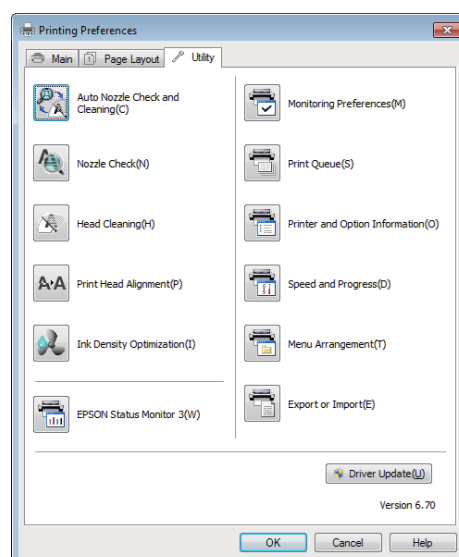 Printing Preferences
Main
Page Layout
Utility
Auto Nozzle Check and
Cleaning(C)
Nozzle Check(N)
Head Cleaning(H)
Print Head Alignment(P)
Ink Density Optimization(I)
EPSON Status Monitor 3(W)
Monitoring Preferences(M)
Print Queue(S)
Printer and Option Information(O)
Speed and Progress(D)
Menu Arrangement(T)
Export or Import(E)
Driver Update(U)
Version 6.70
OK
Cancel
Help